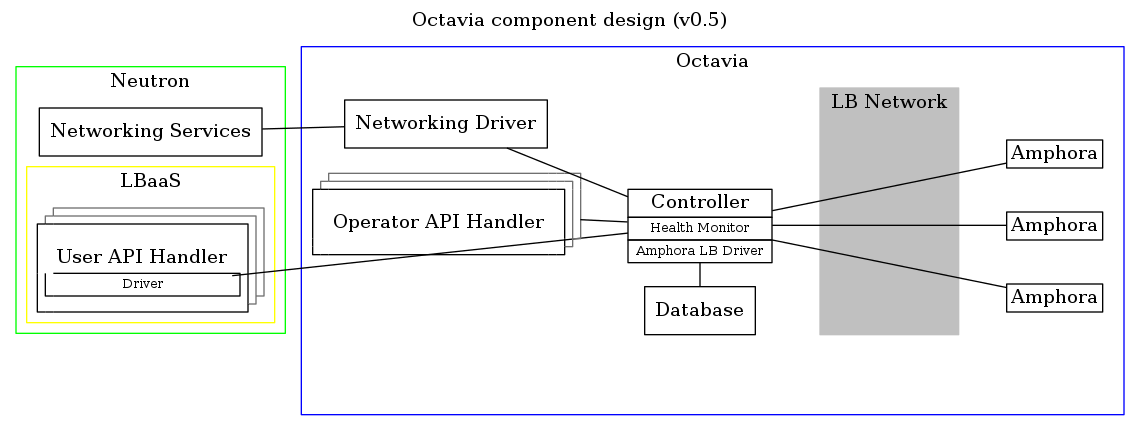 Octavia component design (v0.5)
Neutron
Networking Services
LBaaS
User API Handler
Driver
Octavia
Networking Driver
Operator API Handler
Controller
Health Monitor
Amphora LB Driver
Database
LB Network
Amphora
Amphora
Amphora